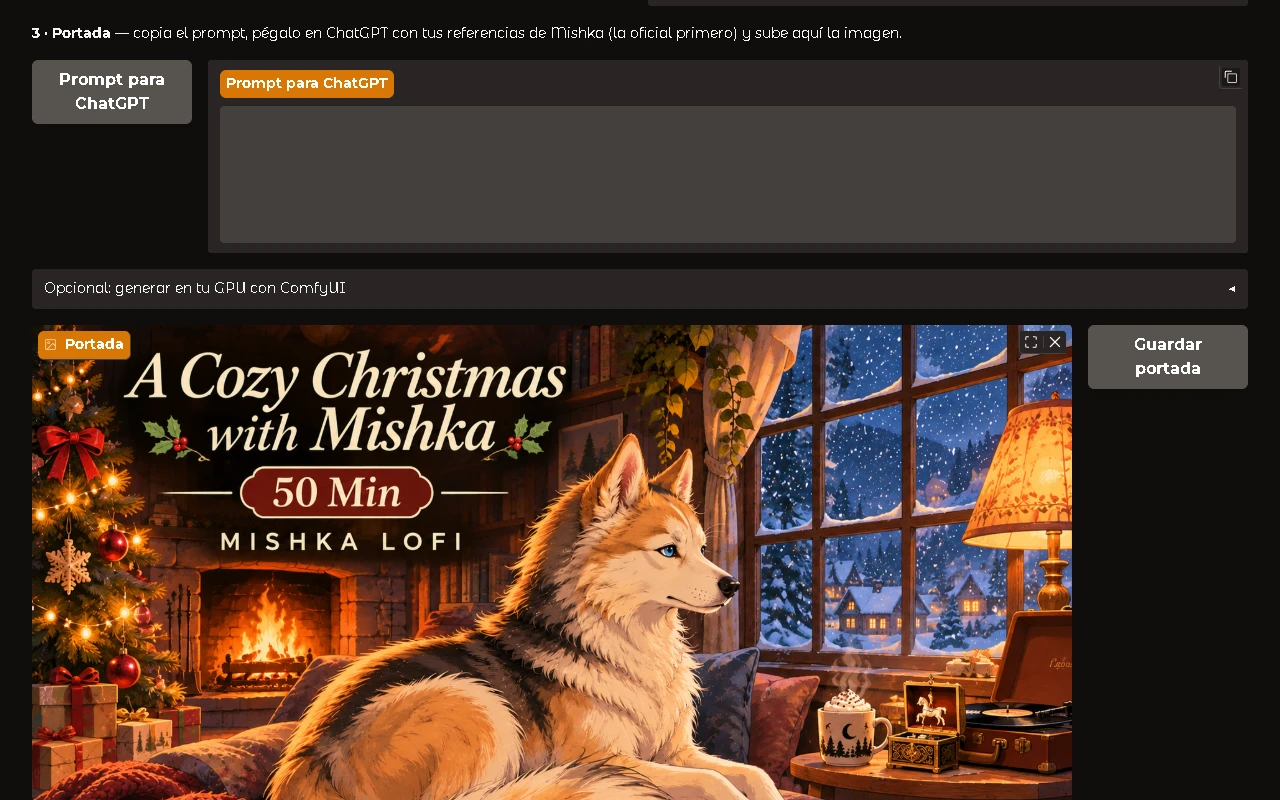 3 · Portada — copia el prompt, pégalo en ChatGPT con tus referencias de Mishka (la oficial primero) y sube aquí la imagen.
Prompt para
ChatGPT
Prompt para ChatGPT
Opcional: generar en tu GPU con ComfyUI
Portada
Guardar
portada
A Cozy Christmas
with Mishka
50 Min
MISHKA LOFI